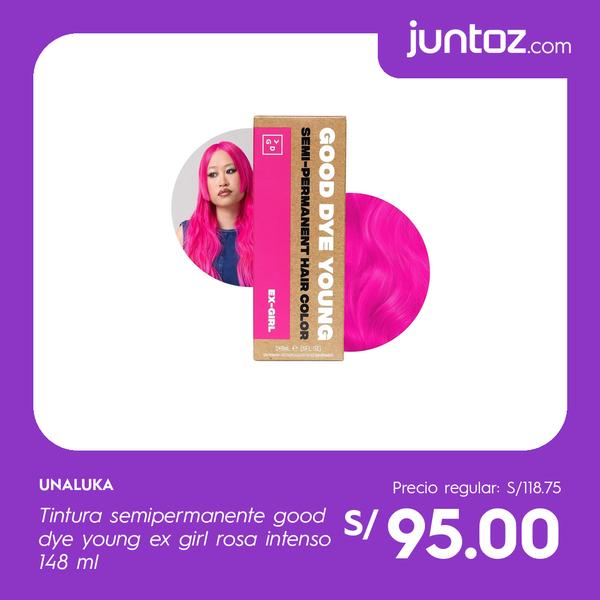 juntoz.com
GOOD DYE YOUNG
SEMI-PERMANENT HAIR COLOR
EX-GIRL
UNALUKA
Precio regular: S/118.75
Tintura semipermanente good
dye young ex girl rosa intenso
148 ml
S/ 95.00